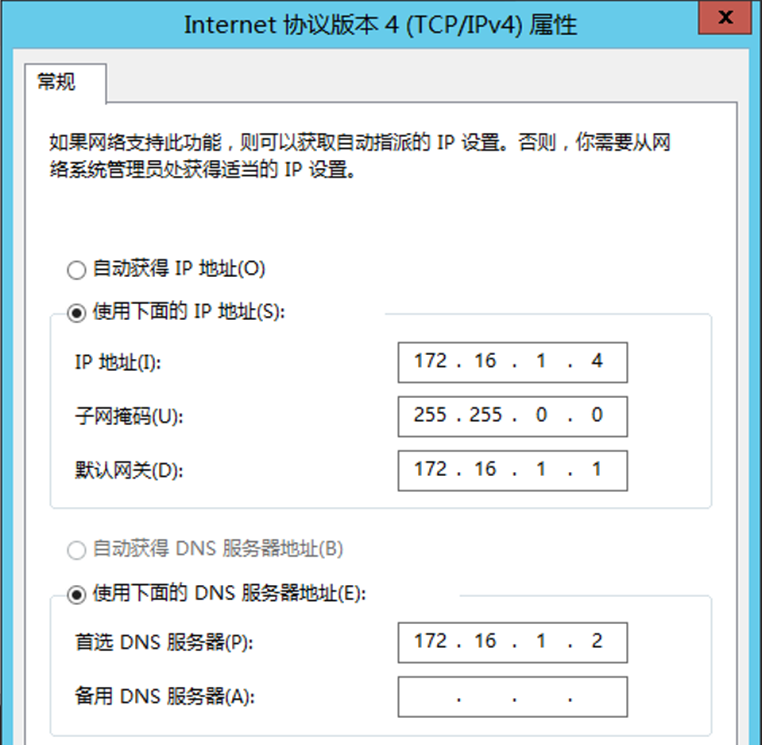 Internet 协议版本 4 (TCP/IPv4) 属性
x
常规
如果网络支持此功能，则可以获取自动指派的 IP 设置。否则，你需要从网
络系统管理员处获得适当的 IP 设置。
自动获得 IP 地址(O)
使用下面的 IP 地址(S):
IP 地址(I): 172 . 16 . 1 . 4
子网掩码(U): 255 . 255 . 0 . 0
默认网关(D): 172 . 16 . 1 . 1
自动获得 DNS 服务器地址(B)
使用下面的 DNS 服务器地址(E):
首选 DNS 服务器(P): 172 . 16 . 1 . 2
备用 DNS 服务器(A): . . .